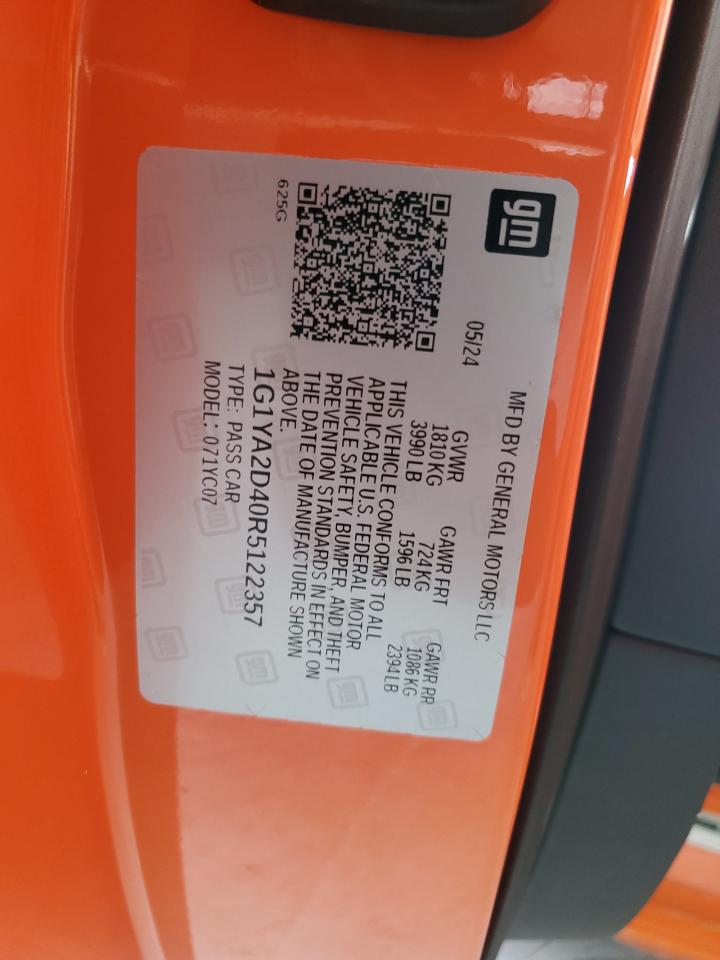 gm
MFD BY GENERAL MOTORS LLC
05/24
GVWR GAWR FRT GAWR RR
1810 KG 724 KG 1086 KG
3990 LB 1596 LB 2394 LB
THIS VEHICLE CONFORMS TO ALL
APPLICABLE U.S. FEDERAL MOTOR
VEHICLE SAFETY, BUMPER, AND THEFT
PREVENTION STANDARDS IN EFFECT ON
THE DATE OF MANUFACTURE SHOWN
ABOVE.
625G
1G1YA2D40R5122357
TYPE: PASS CAR
MODEL: 071YC07